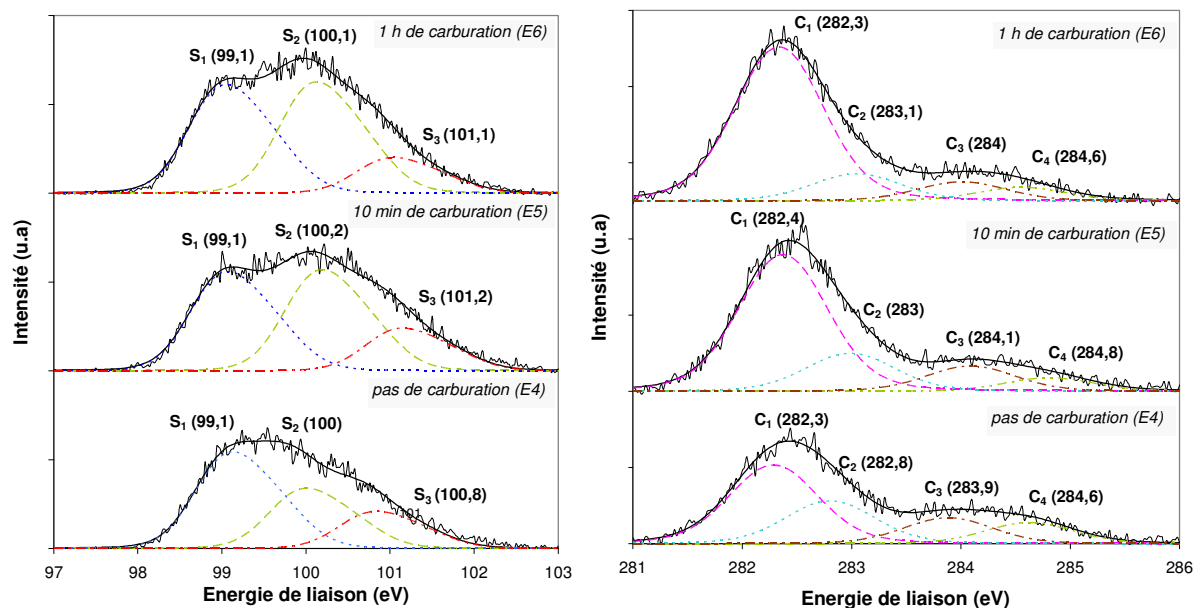 1 h de carburation (E6)
S₁ (99,1)
S₂ (100,1)
S₃ (101,1)
10 min de carburation (E5)
S₁ (99,1)
S₂ (100,2)
S₃ (101,2)
pas de carburation (E4)
S₁ (99,1)
S₂ (100)
S₃ (100,8)
Intensité (u.a)
97 98 99 100 101 102 103
Energie de liaison (eV)
1 h de carburation (E6)
C₁ (282,3)
C₂ (283,1)
C₃ (284)
C₄ (284,6)
10 min de carburation (E5)
C₁ (282,4)
C₂ (283)
C₃ (284,1)
C₄ (284,8)
pas de carburation (E4)
C₁ (282,3)
C₂ (282,8)
C₃ (283,9)
C₄ (284,6)
Intensité (u.a)
281 282 283 284 285 286
Energie de liaison (eV)